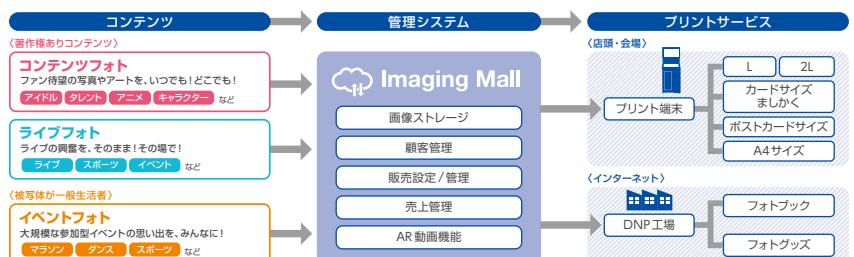 コンテンツ
管理システム
プリントサービス
〈著作権ありコンテンツ〉
コンテンツフォト
ファン待望の写真やアートを、いつでも!どこでも!
アイドル タレント アニメ キャラクター など
ライブフォト
ライブの興奮を、そのまま!その場で!
ライブ スポーツ イベント など
〈被写体が一般生活者〉
イベントフォト
大規模な参加型イベントの思い出を、みんなに!
マラソン ダンス スポーツ など
Imaging Mall
画像ストレージ
顧客管理
販売設定/管理
売上管理
AR動画機能
〈店頭・会場〉
プリント端末
L 2L
カードサイズ
ましかく
ポストカードサイズ
A4サイズ
〈インターネット〉
DNP工場
フォトブック
フォトグッズ